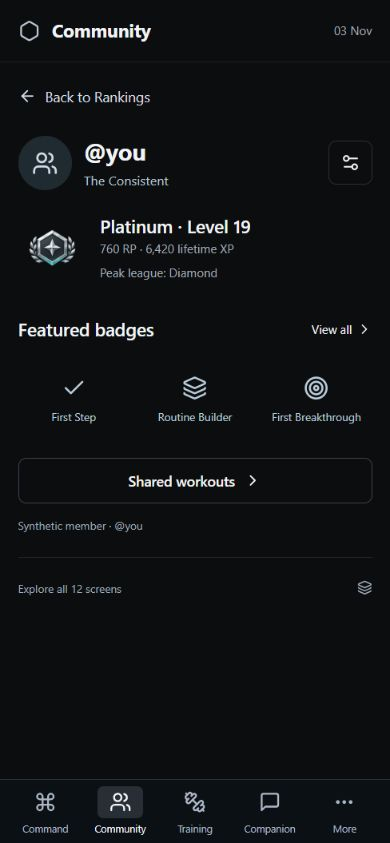 Community
03 Nov
Back to Rankings
@you
The Consistent
Platinum · Level 19
760 RP · 6,420 lifetime XP
Peak league: Diamond
Featured badges
View all
First Step
Routine Builder
First Breakthrough
Shared workouts
Synthetic member · @you
Explore all 12 screens
Command
Community
Training
Companion
More